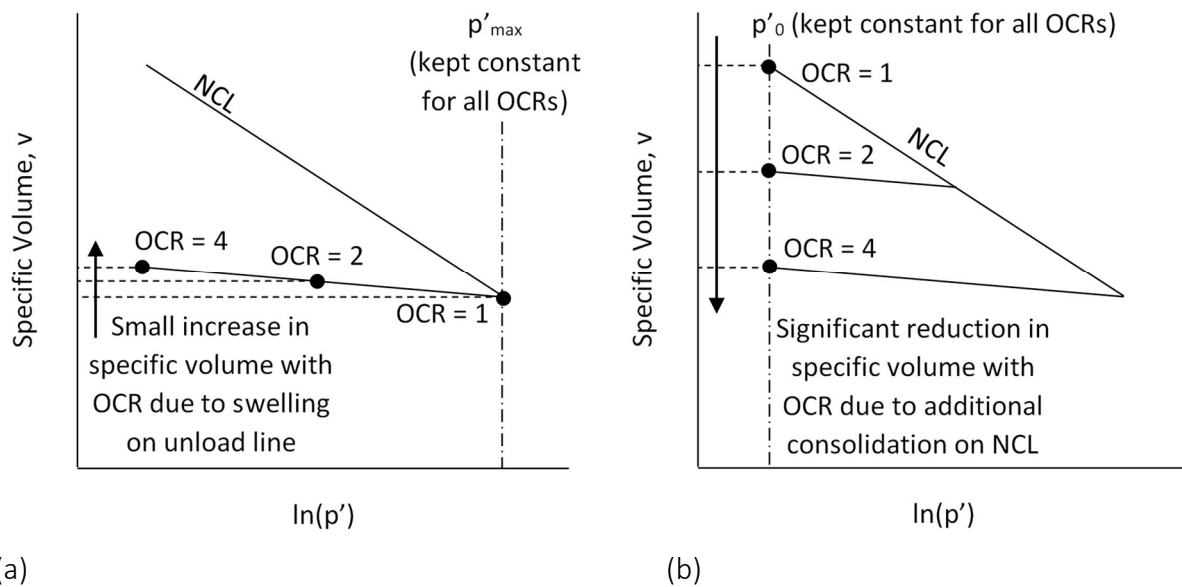 p'max
(kept constant
for all OCRs)
NCL
OCR = 4
OCR = 2
OCR = 1
Small increase in
specific volume with
OCR due to swelling
on unload line
Specific Volume, v
ln(p')
(a)
p'0 (kept constant for all OCRs)
OCR = 1
NCL
OCR = 2
OCR = 4
Significant reduction in
specific volume with
OCR due to additional
consolidation on NCL
Specific Volume, v
ln(p')
(b)